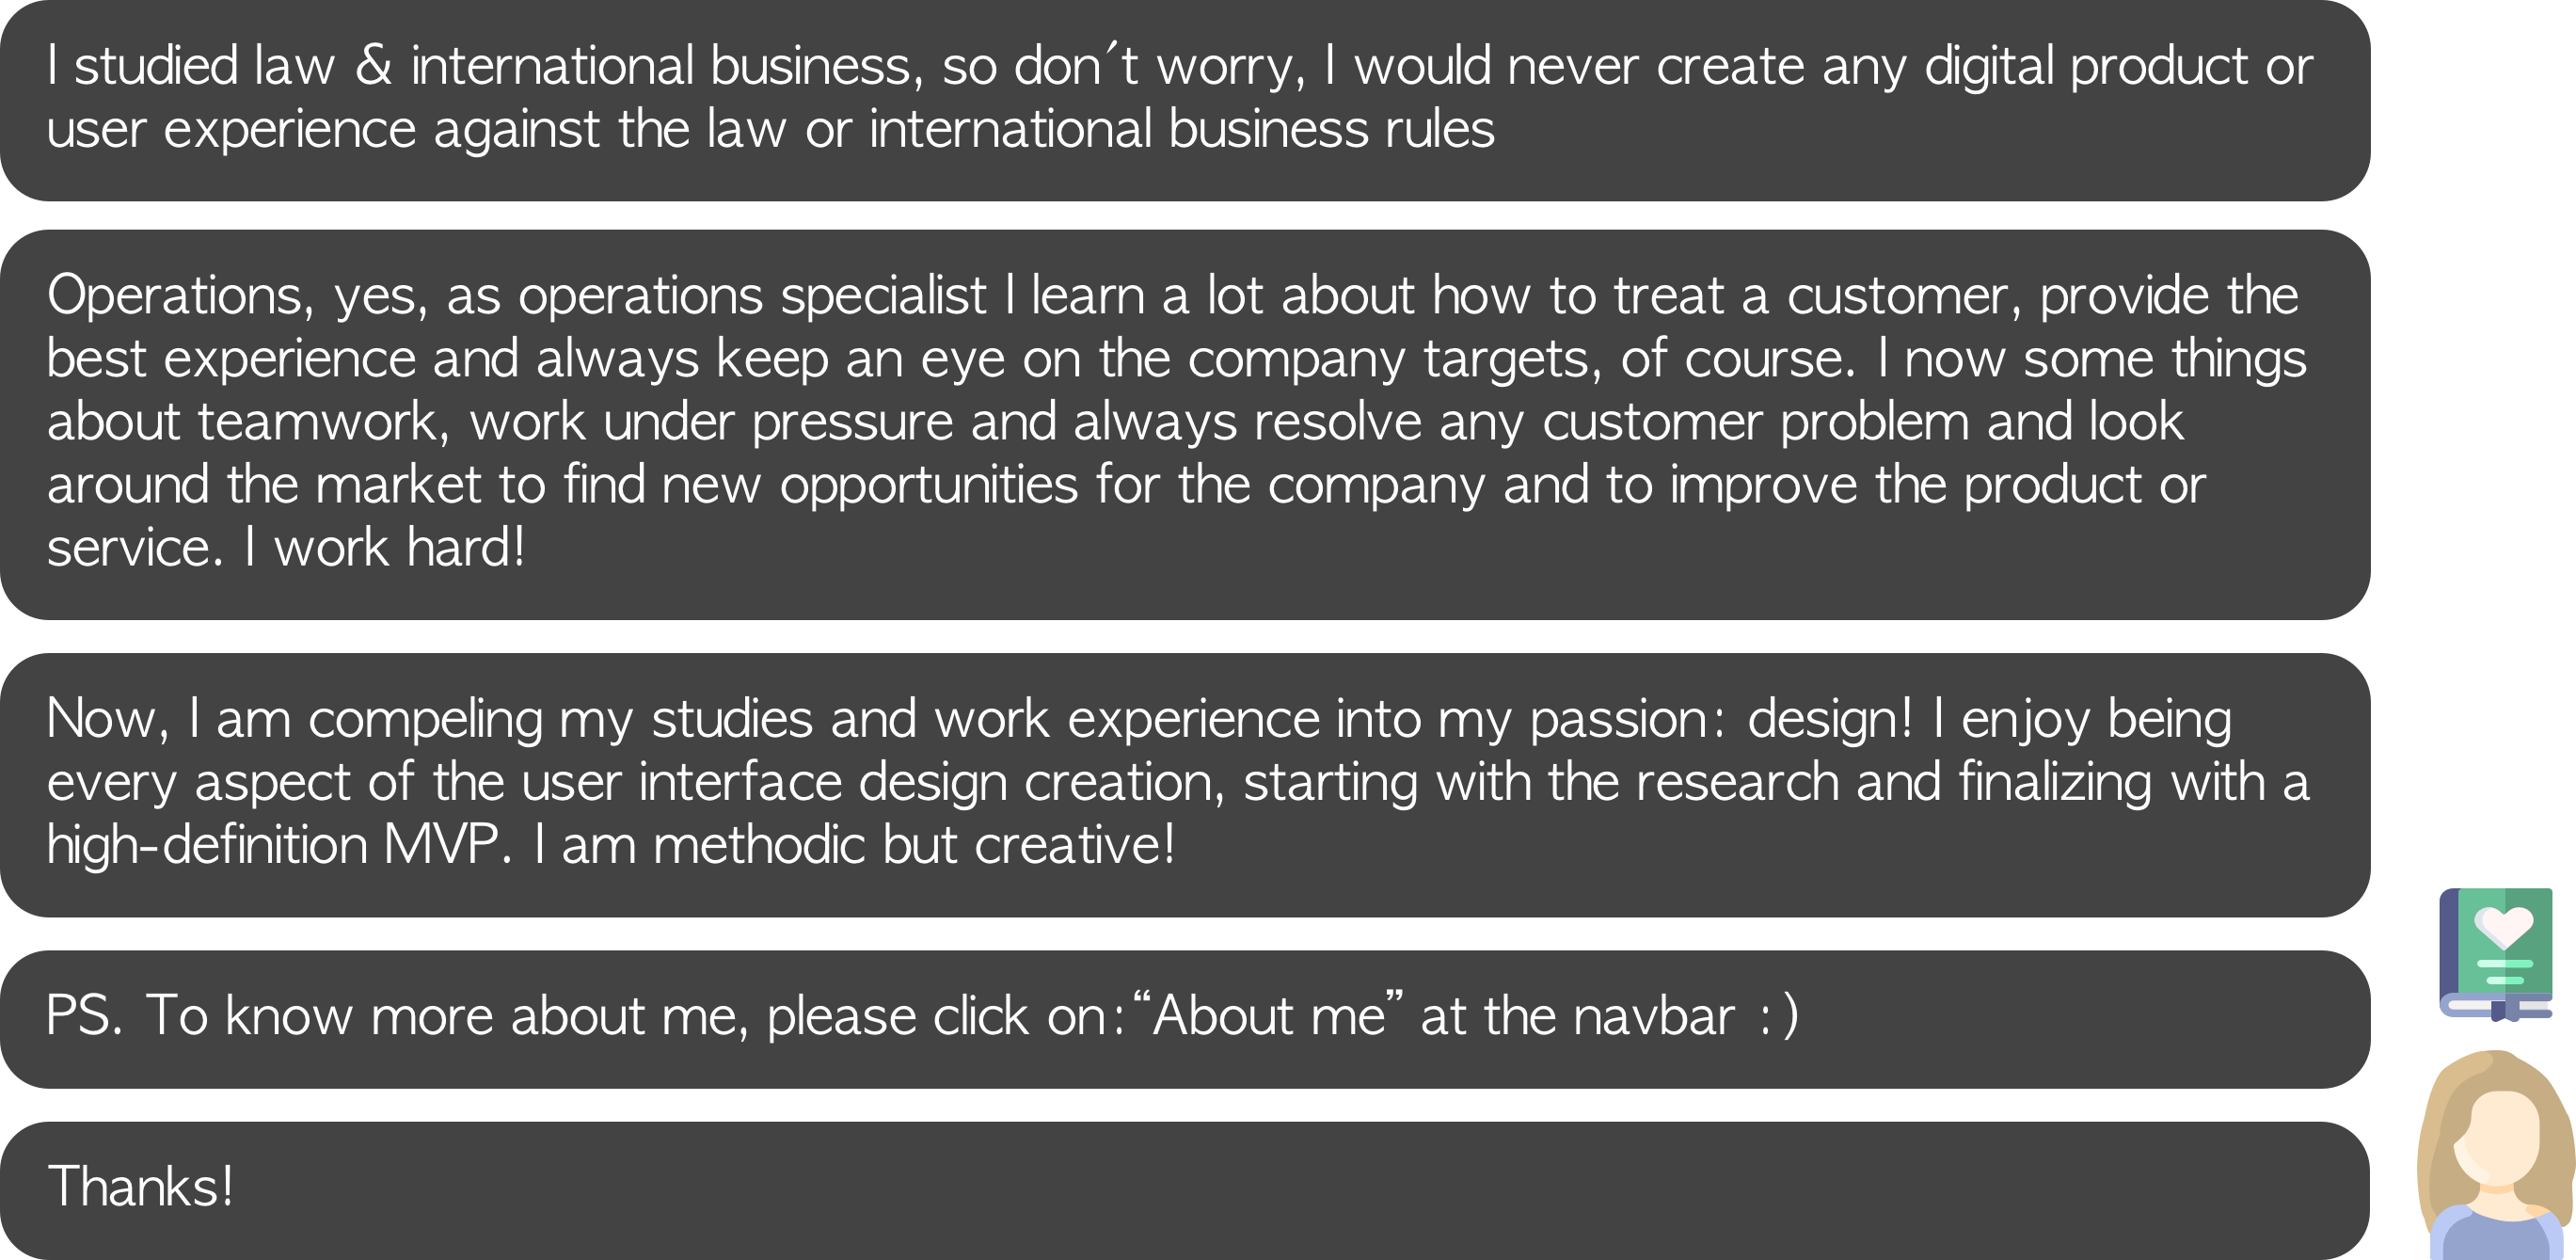 I studied law & international business, so don´t worry, I would never create any digital product or
user experience against the law or international business rules
Operations, yes, as operations specialist I learn a lot about how to treat a customer, provide the
best experience and always keep an eye on the company targets, of course. I now some things
about teamwork, work under pressure and always resolve any customer problem and look
around the market to find new opportunities for the company and to improve the product or
service. I work hard!
Now, I am compeling my studies and work experience into my passion: design! I enjoy being
every aspect of the user interface design creation, starting with the research and finalizing with a
high-definition MVP. I am methodic but creative!
PS. To know more about me, please click on:“About me” at the navbar :)
Thanks!